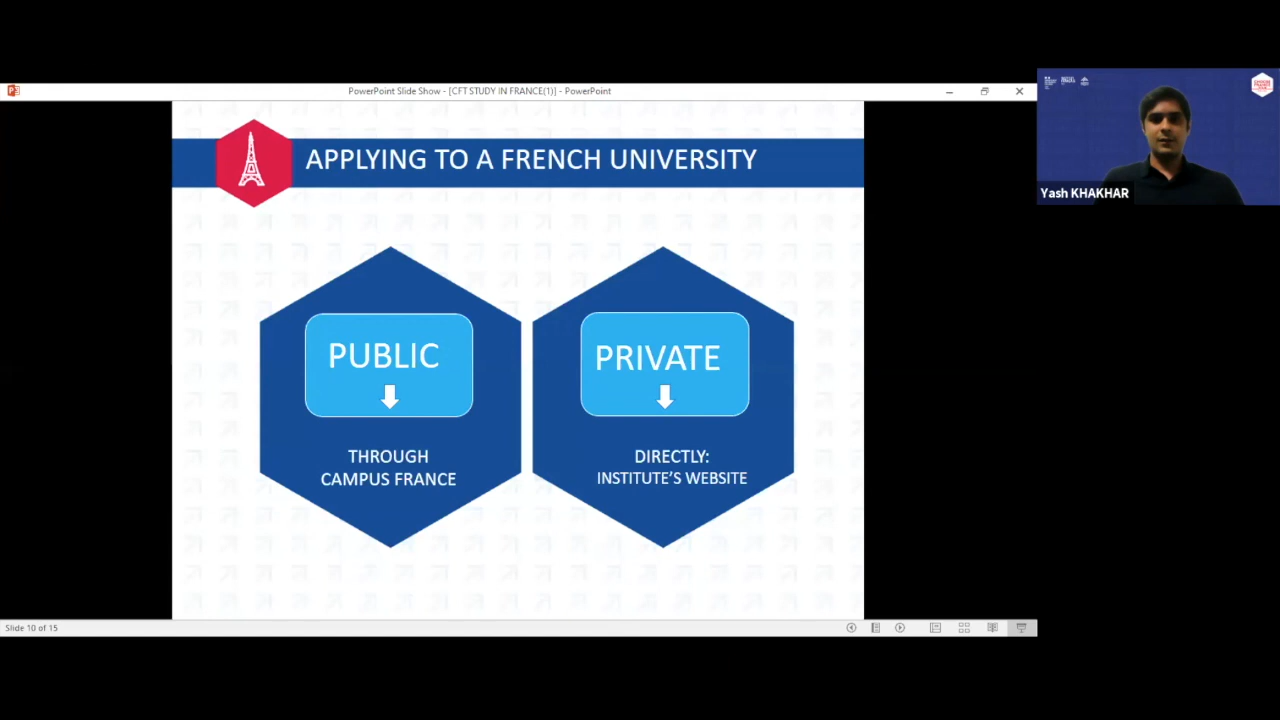 PowerPoint Slide Show - [CFT STUDY IN FRANCE(1)] - PowerPoint
APPLYING TO A FRENCH UNIVERSITY
PUBLIC
THROUGH
CAMPUS FRANCE
PRIVATE
DIRECTLY:
INSTITUTE'S WEBSITE
Slide 10 of 15
Yash KHAKHAR